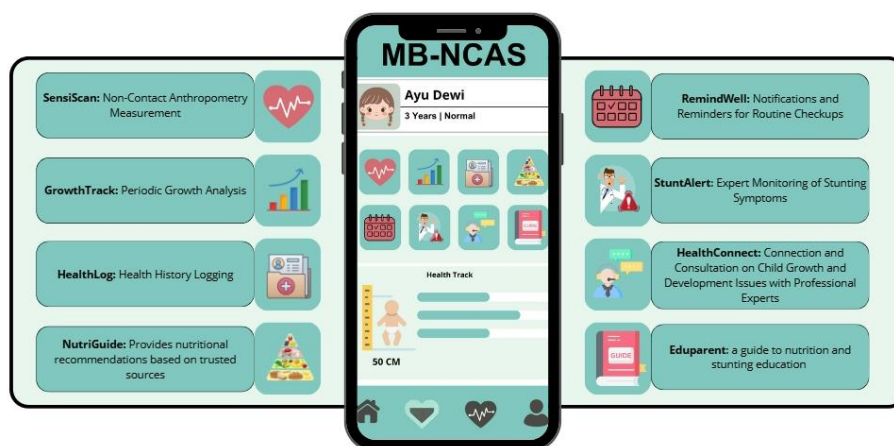 SensiScan: Non-Contact Anthropometry
Measurement
GrowthTrack: Periodic Growth Analysis
HealthLog: Health History Logging
NutriGuide: Provides nutritional
recommendations based on trusted
sources
MB-NCAS
Ayu Dewi
3 Years | Normal
GUIDE
Health Track
50 CM
RemindWell: Notifications and
Reminders for Routine Checkups
StuntAlert: Expert Monitoring of Stunting
Symptoms
HealthConnect: Connection and
Consultation on Child Growth and
Development Issues with Professional
Experts
GUIDE
Eduparent: a guide to nutrition and
stunting education